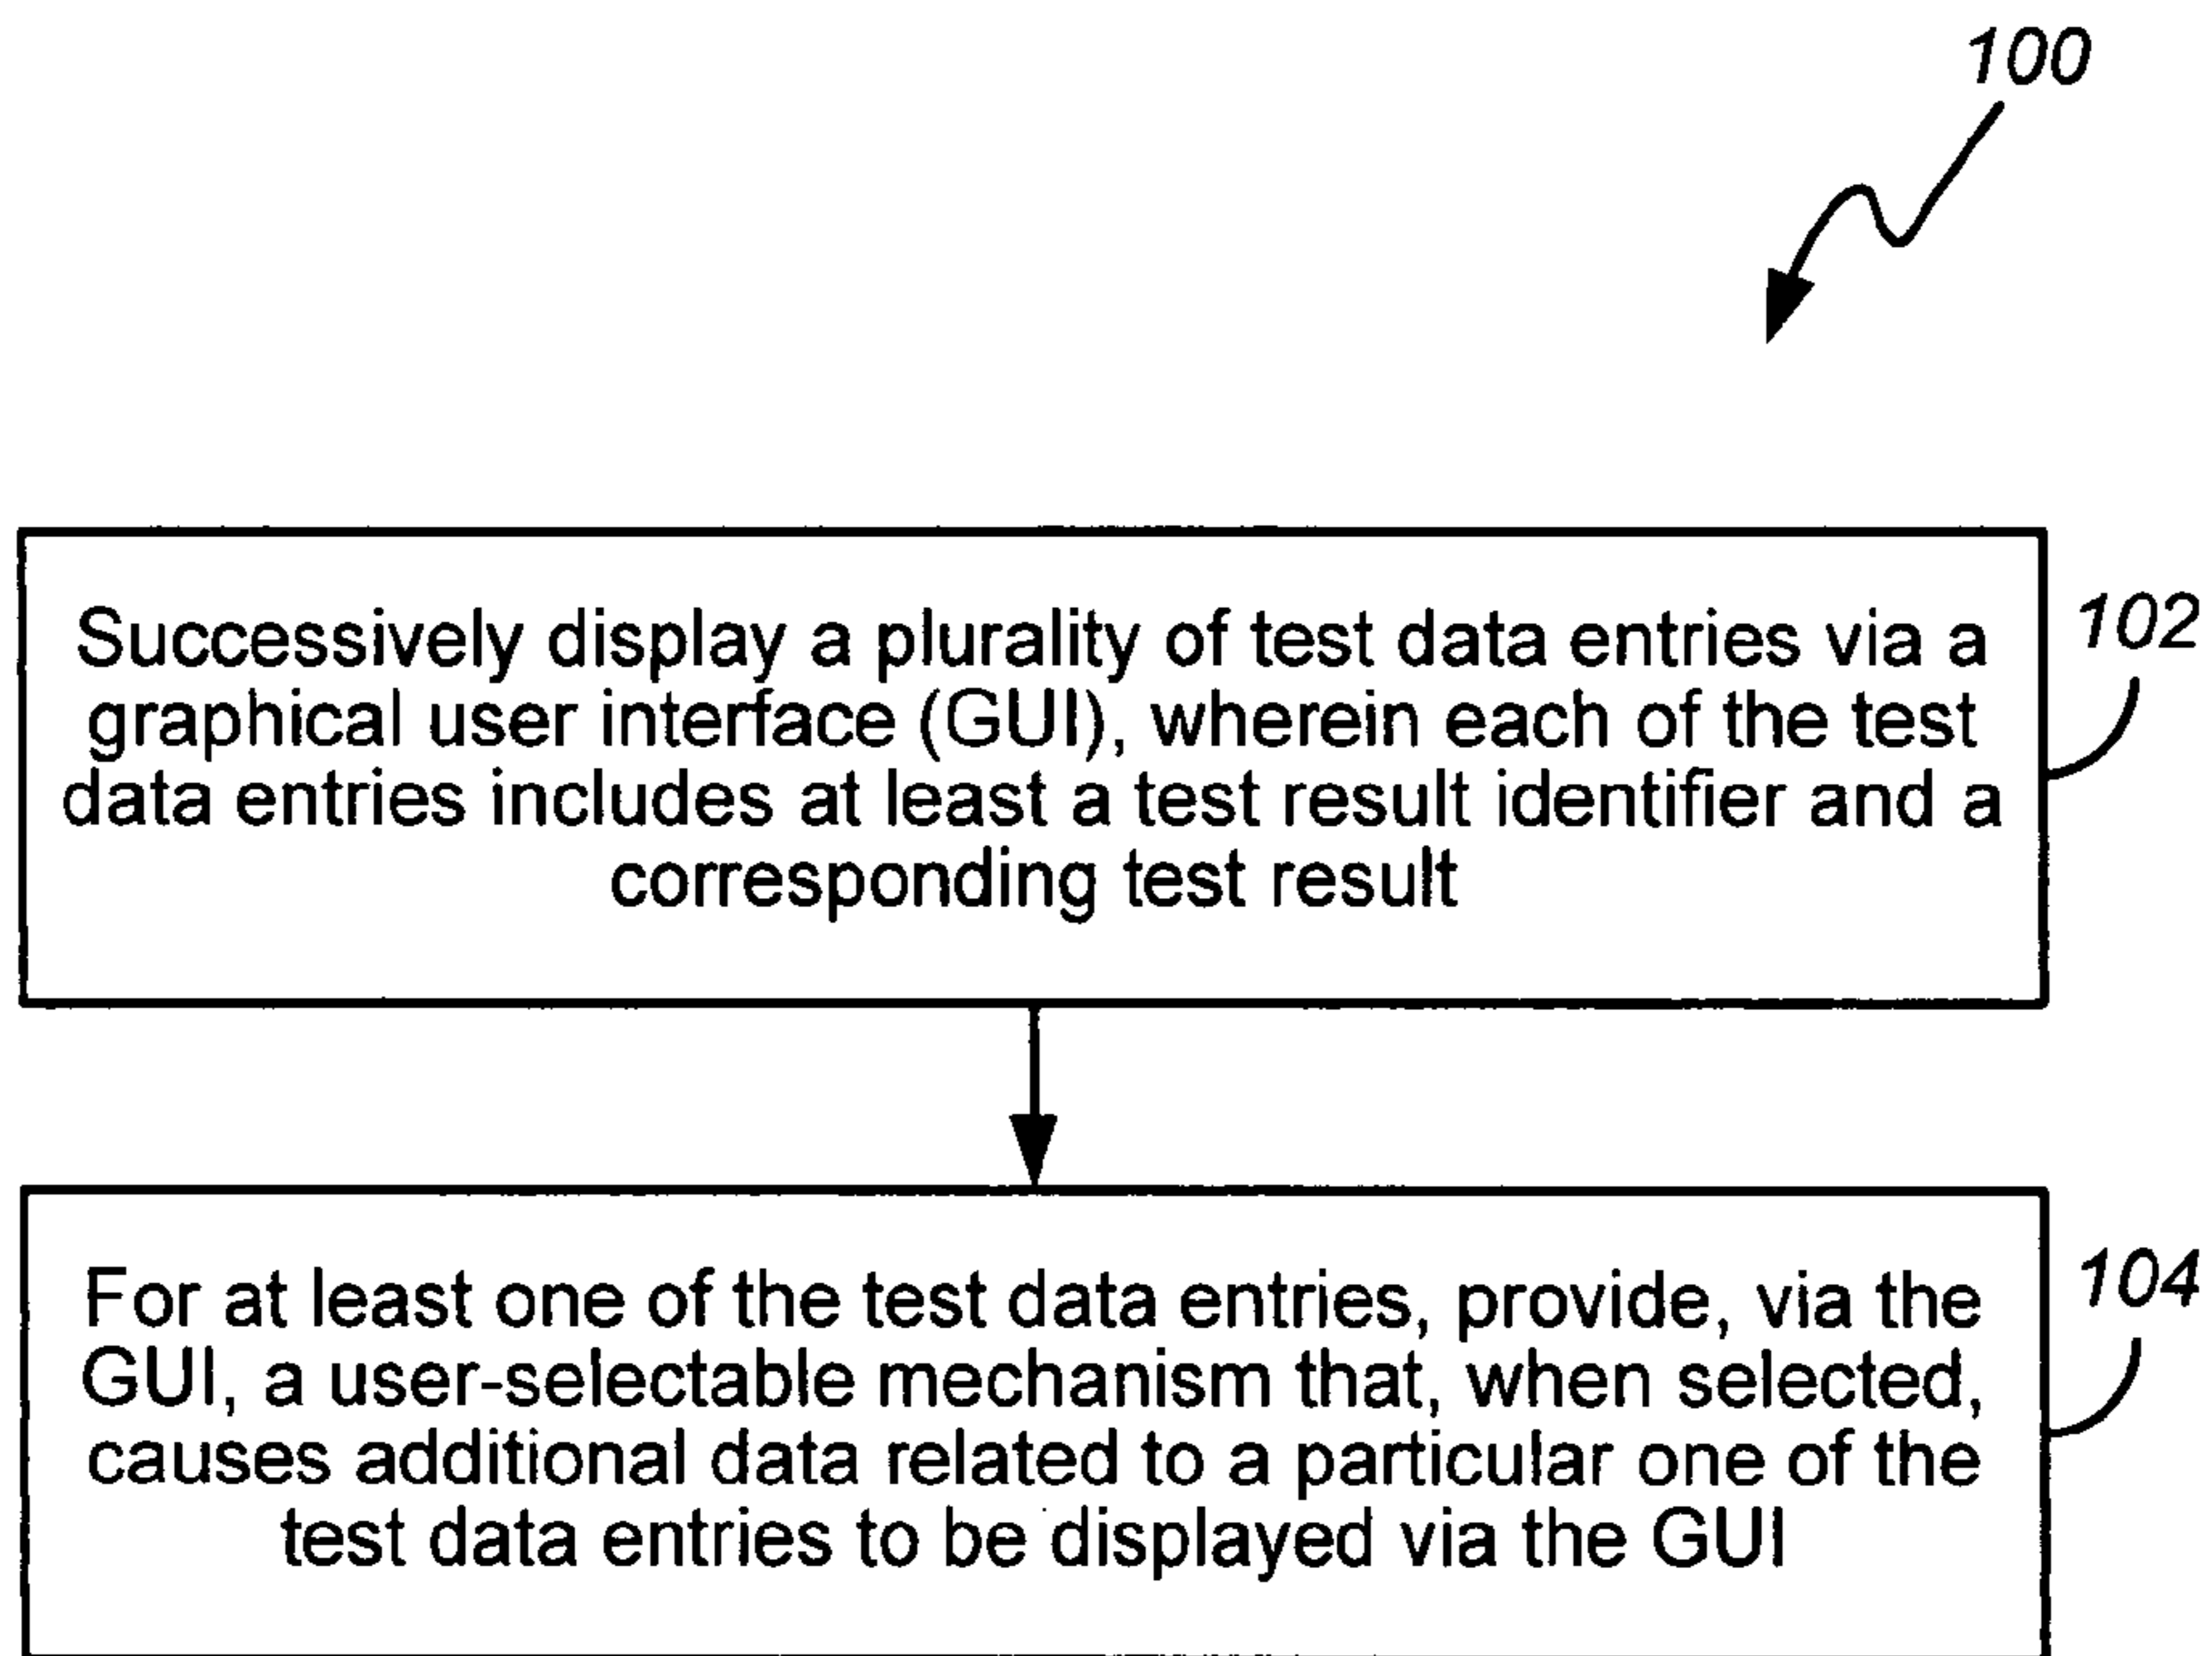 100
Successively display a plurality of test data entries via a
graphical user interface (GUI), wherein each of the test
data entries includes at least a test result identifier and a
corresponding test result
102
For at least one of the test data entries, provide, via the
GUI, a user-selectable mechanism that, when selected,
causes additional data related to a particular one of the
test data entries to be displayed via the GUI
104